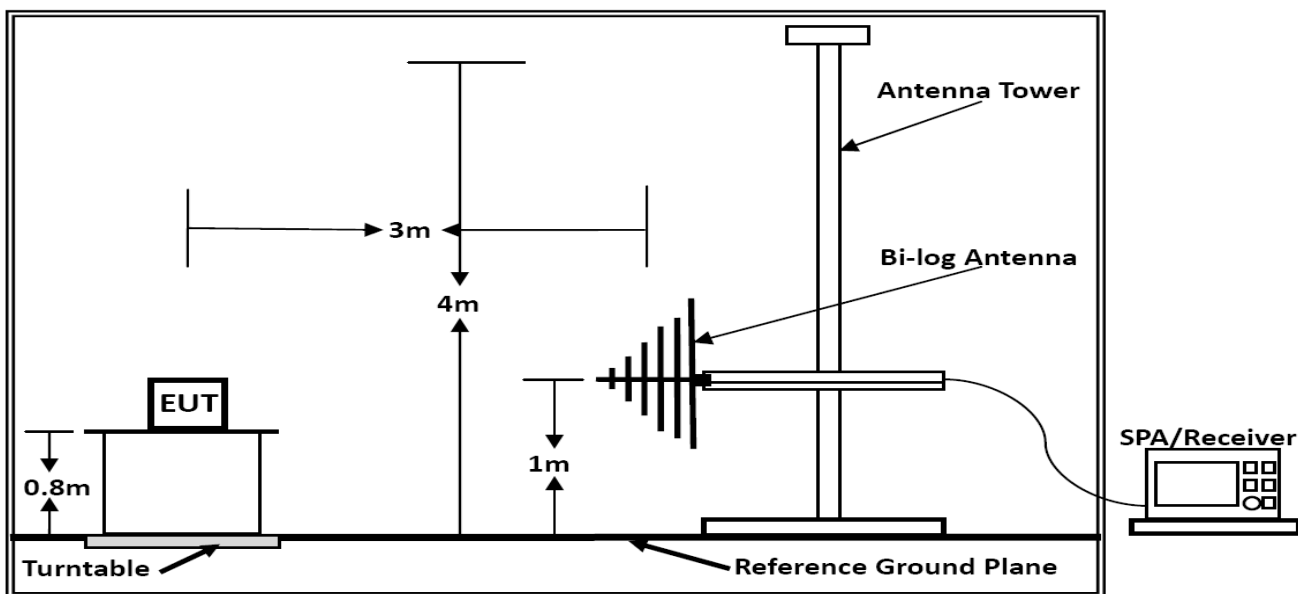 Antenna Tower
3m
Bi-log Antenna
4m
EUT
SPA/Receiver
1m
0.8m
Turntable
Reference Ground Plane